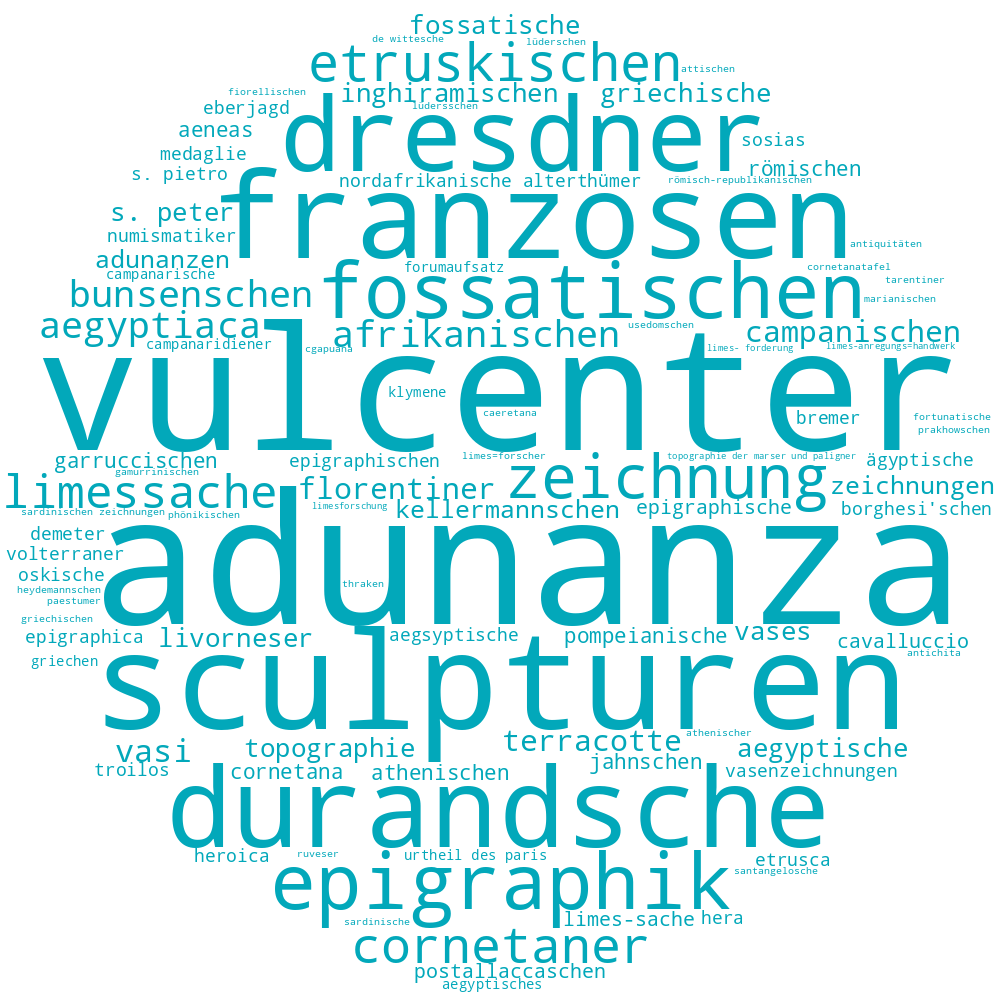 fossatische
de wittesche
lüderschen
etruskischen
attischen
fiorellischen
inghiramischen
griechische
eberjagd
lüdersschen
dresdner
aeneas
sosias
medaglie
s. pietro
römischen
nordafrikanische alterthümer
römisch-republikanischen
franzosen
s. peter
numismatiker
antiquitäten
adunanzen
forumaufsatz
cornetanatafel
campanarische
fossatischen
tarentiner
bunsenschen
marianischen
aegyptiaca
afrikanischen
usedomschen
campanischen
campanaridiener
cgapuana
limes- forderung
limes-anregungs=handwerk
vulcenter
klymene
caeretana
bremer
fortunatische
prakhowschen
garruccischen
epigraphischen
limes=forscher
topographie der marser und paligner
ägyptische
gamurrinischen
limessache
florentiner
zeichnung
zeichnungen
limesforschung
kellermannschen
epigraphische
borghesi'schen
sardinischen zeichnungen
phönikischen
demeter
adunanza
volterraner
oskische
thraken
heydemannschen
paestumer
griechischen
epigraphica
livorneser
aegsyptische
pompeianische
vases
cavalluccio
griechen
antichita
sculpturen
athenischer
vasi
topographie
terracotte
aegyptische
troilos
cornetana
athenischen
jahnschen
vasenzeichnungen
durandsche
heroica
ruveser
urtheil des paris
etrusca
santangelosche
epigraphik
sardinische
limes-sache
hera
cornetaner
postallaccaschen
aegyptisches